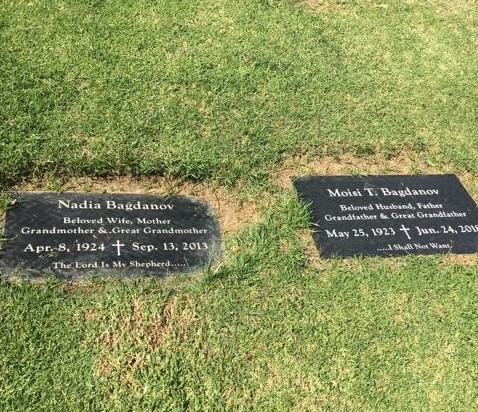 Nadia Bagdanov
Beloved Wife, Mother
Grandmother & Great Grandmother
Apr. 8, 1924 † Sep. 13, 2013
The Lord Is My Shepherd.....
Moisi T. Bagdanov
Beloved Husband, Father
Grandfather & Great Grandfather
May 25, 1923 † Jun. 24, 2018
....I Shall Not Want